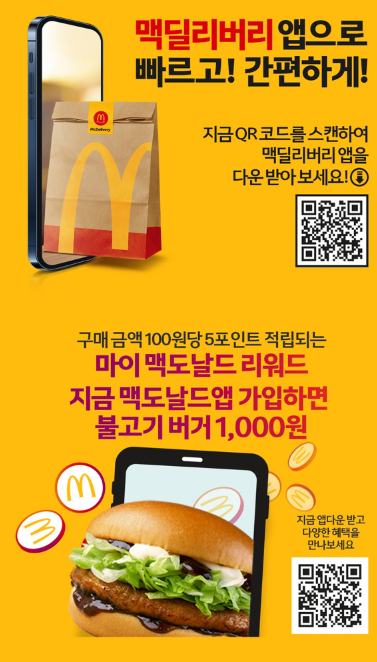 맥딜리버리 앱으로
빠르고! 간편하게!
McDelivery
지금 QR 코드를 스캔하여
맥딜리버리 앱을
다운 받아 보세요!
구매 금액 100원당 5포인트 적립되는
마이 맥도날드 리워드
지금 맥도날드앱 가입하면
불고기 버거 1,000원
지금 앱다운 받고
다양한 혜택을
만나보세요